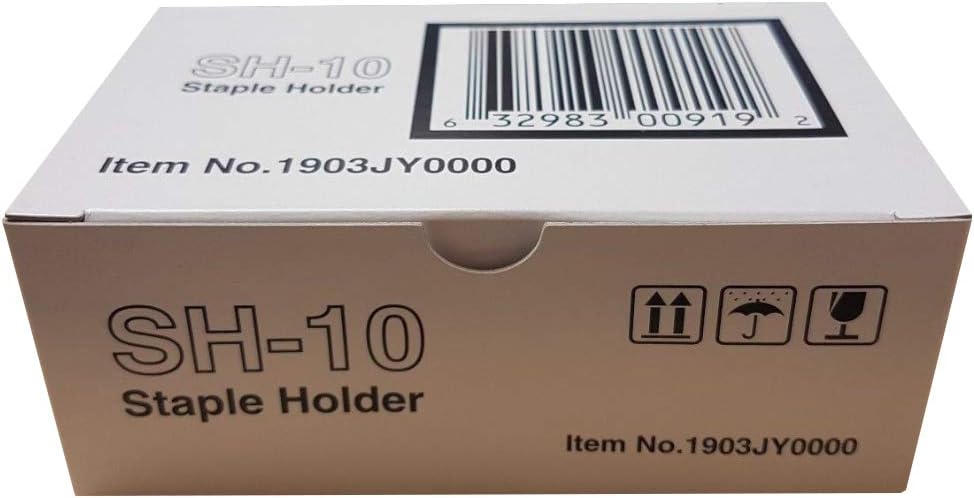 SH-10
Staple Holder
6 32983 00919 2
Item No.1903JY0000
SH-10
Staple Holder
Item No.1903JY0000